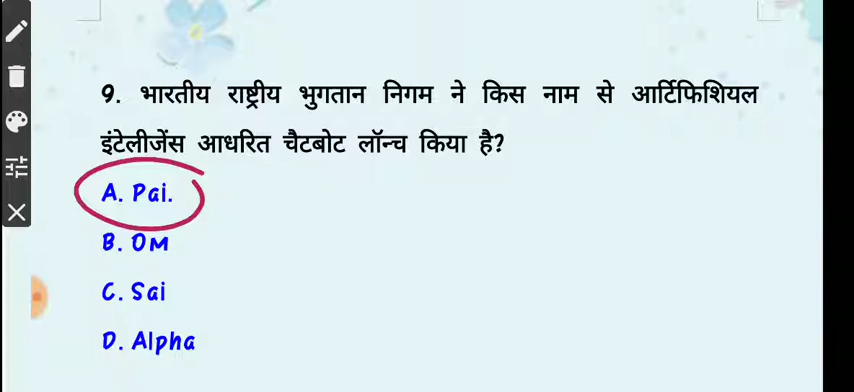 9. भारतीय राष्ट्रीय भुगतान निगम ने किस नाम से आर्टिफिशियल
इंटेलीजेंस आधरित चैटबोट लॉन्च किया है?
A. Pai.
B. OM
C. Sai
D. Alpha